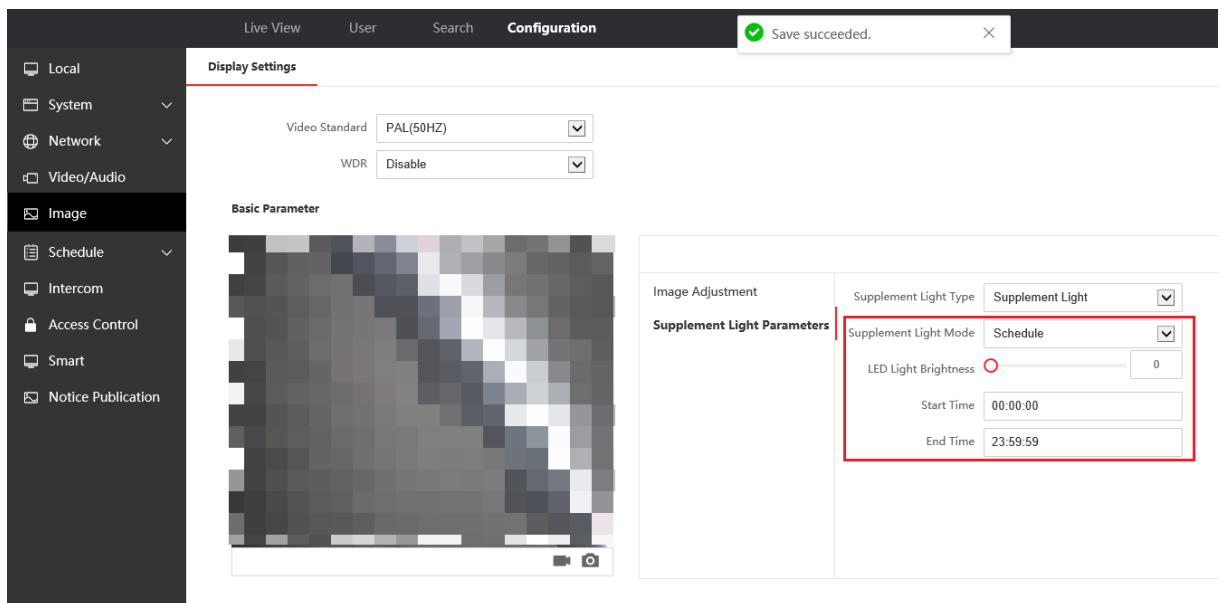 Live View User Search Configuration
Save succeeded.
Local
System
Network
Video/Audio
Image
Schedule
Intercom
Access Control
Smart
Notice Publication
Display Settings
Video Standard PAL(50HZ)
WDR Disable
Basic Parameter
Image Adjustment
Supplement Light Parameters
Supplement Light Type Supplement Light
Supplement Light Mode Schedule
LED Light Brightness 0
Start Time 00:00:00
End Time 23:59:59